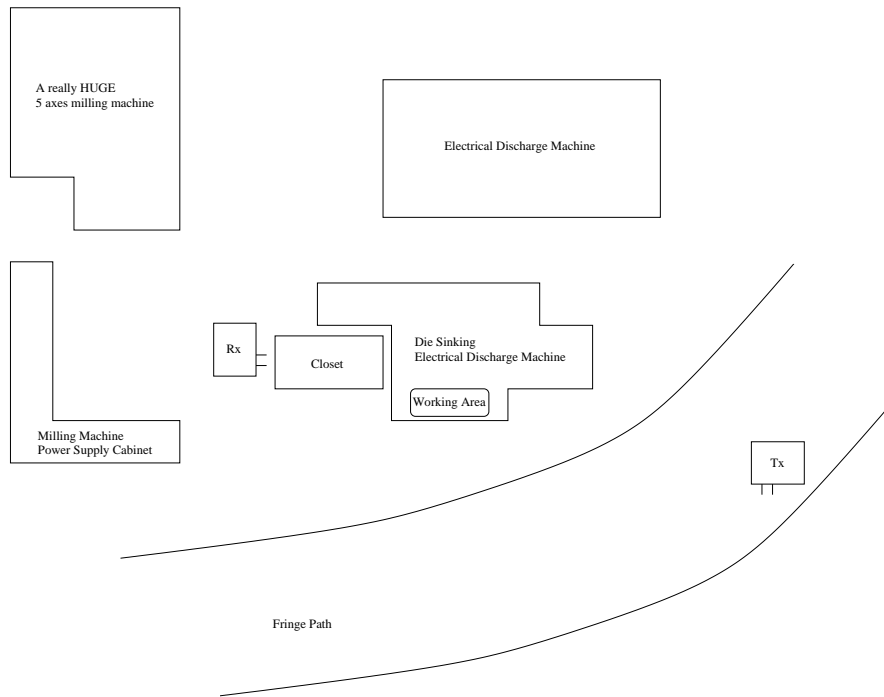 A really HUGE
5 axes milling machine
Electrical Discharge Machine
Rx
Closet
Die Sinking
Electrical Discharge Machine
Working Area
Milling Machine
Power Supply Cabinet
Tx
Fringe Path